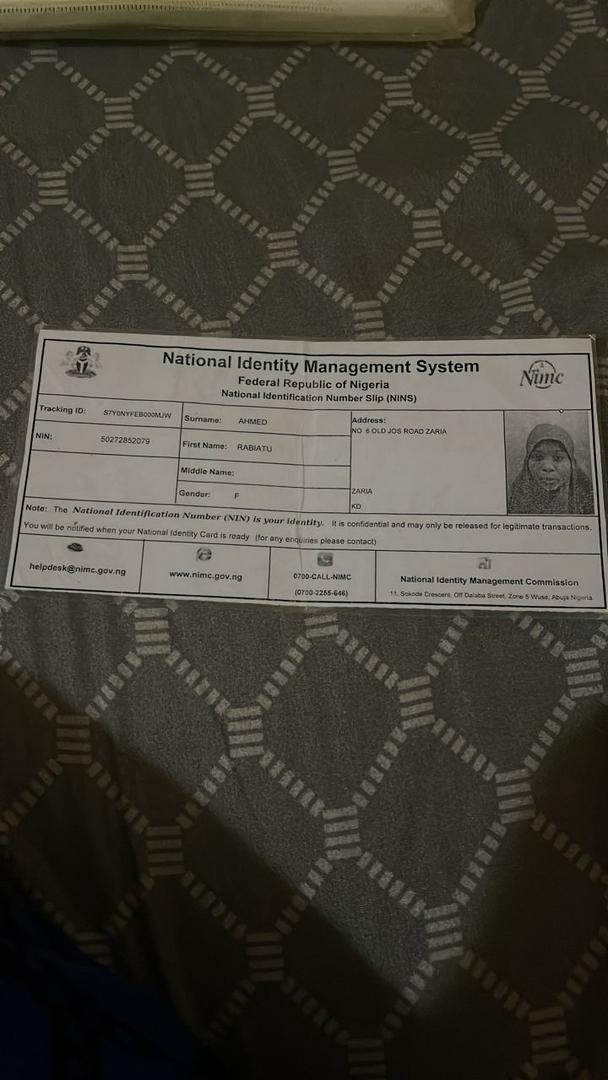 National Identity Management System
Federal Republic of Nigeria
National Identification Number Slip (NINS)
Nimc
Tracking ID: S7Y0NYFEB000MJW
Surname: AHMED
Address:
NO 6 OLD JOS ROAD ZARIA
NIN: 50272852079
First Name: RABIATU
Middle Name:
Gender: F
ZARIA
KD
Note: The National Identification Number (NIN) is your identity. It is confidential and may only be released for legitimate transactions.
You will be notified when your National Identity Card is ready (for any enquiries please contact)
helpdesk@nimc.gov.ng
www.nimc.gov.ng
0700-CALL-NIMC
(0700-2255-646)
National Identity Management Commission
11, Sokode Crescent, Off Dalaba Street, Zone 5 Wuse, Abuja Nigeria